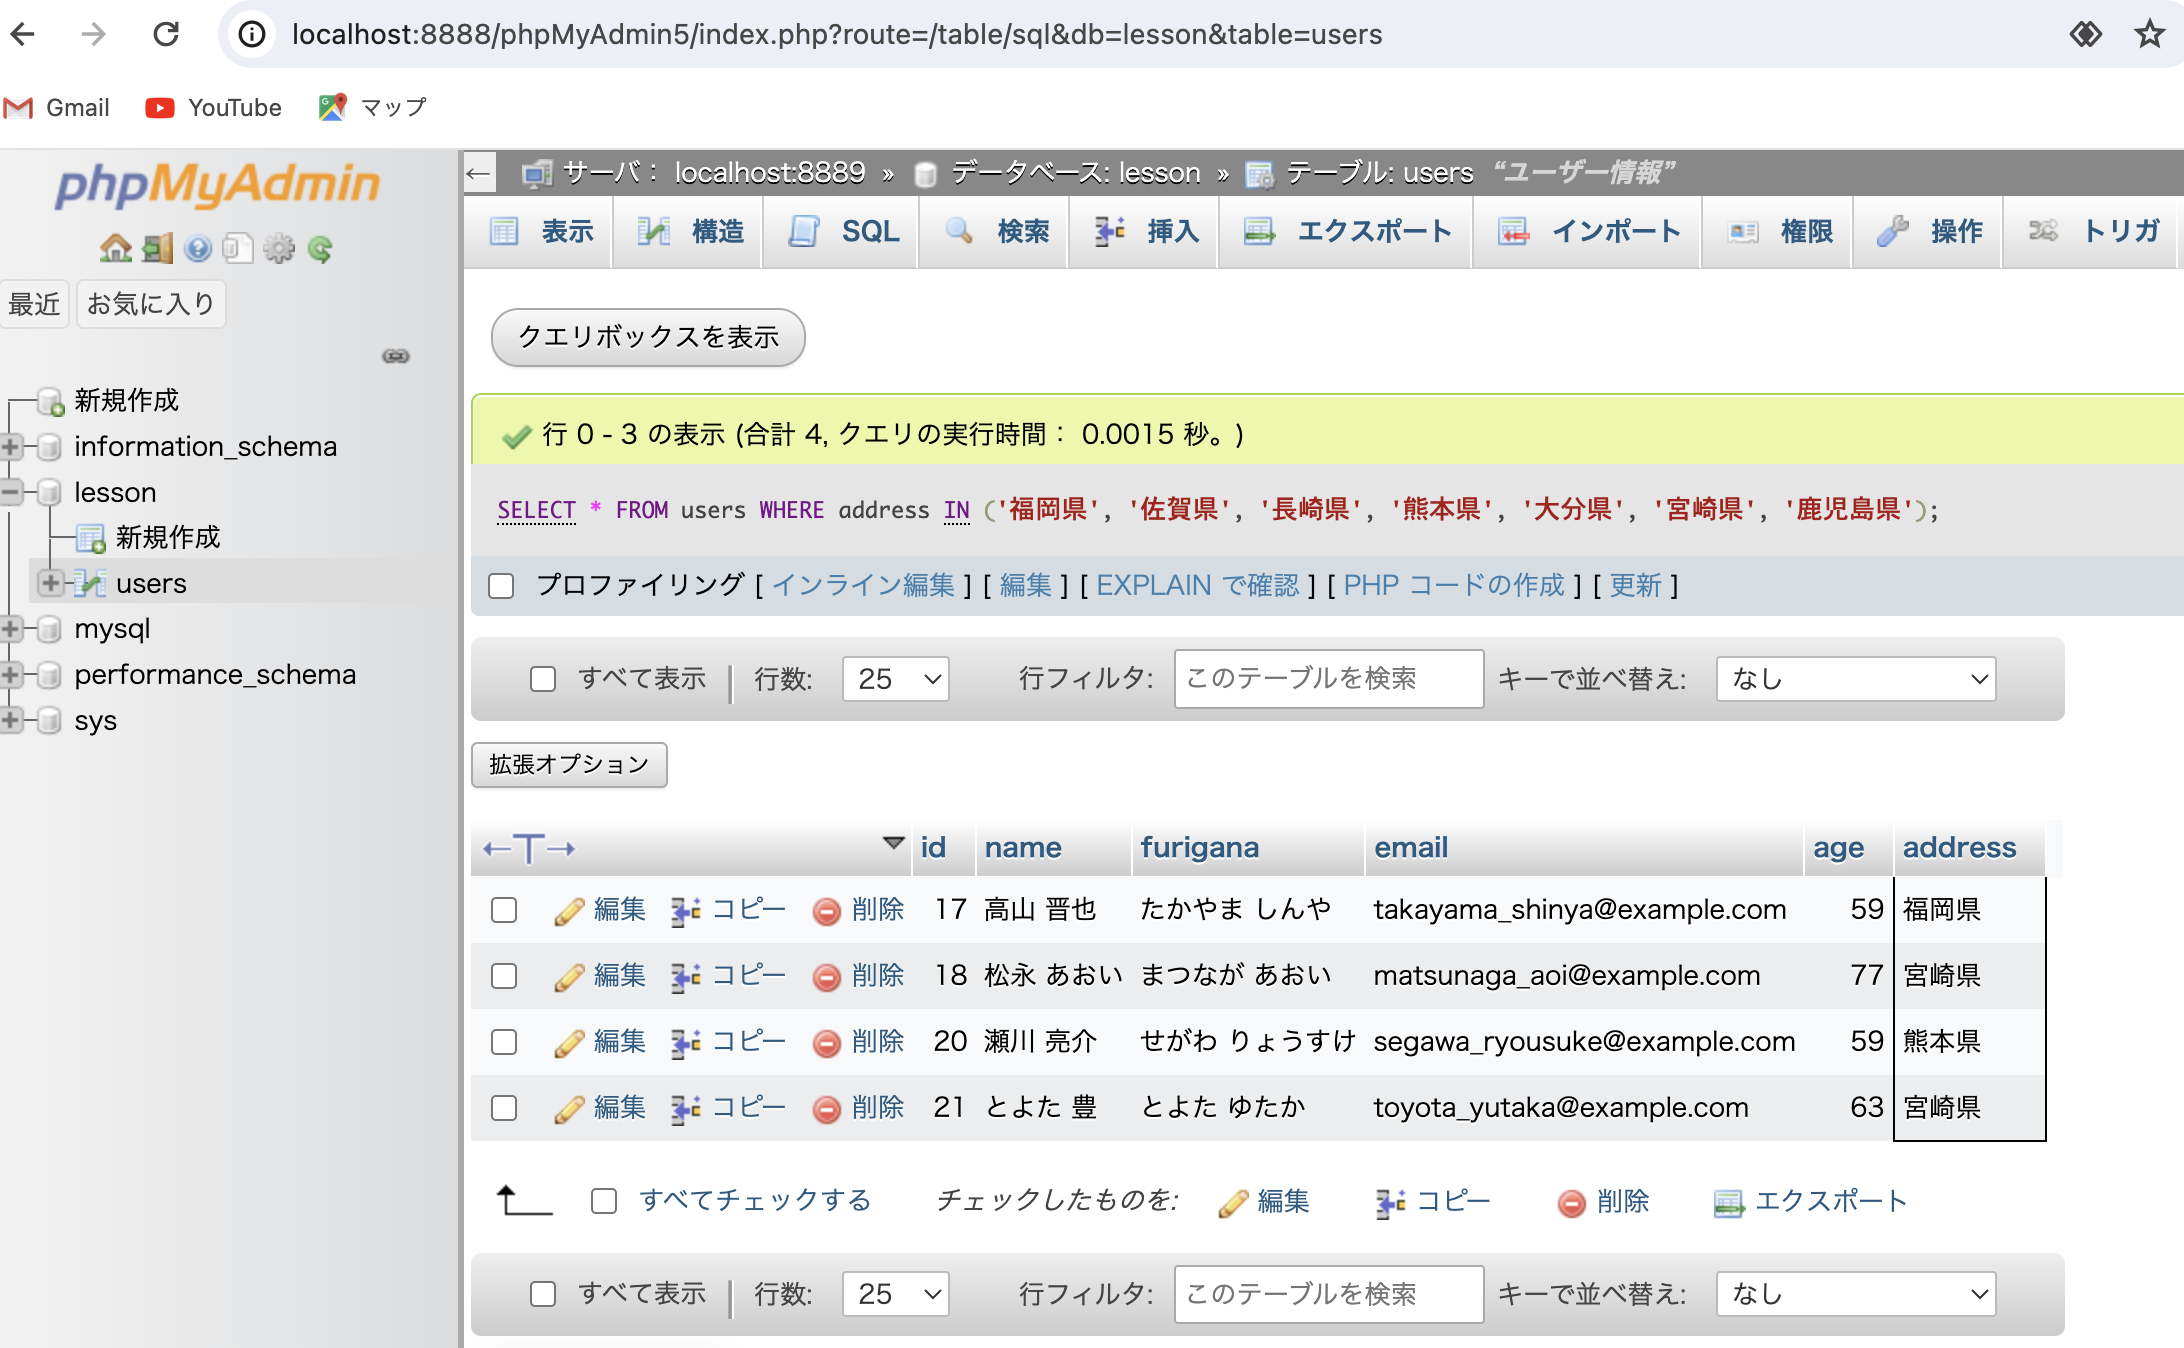 localhost:8888/phpMyAdmin5/index.php?route=/table/sql&db=lesson&table=users
Gmail YouTube マップ
phpMyAdmin
最近 お気に入り
新規作成
information_schema
lesson
新規作成
users
mysql
performance_schema
sys
サーバ： localhost:8889 » データベース: lesson » テーブル: users “ユーザー情報”
表示 構造 SQL 検索 挿入 エクスポート インポート 権限 操作 トリガ
クエリボックスを表示
行 0 - 3 の表示 (合計 4, クエリの実行時間： 0.0015 秒。)
SELECT * FROM users WHERE address IN ('福岡県', '佐賀県', '長崎県', '熊本県', '大分県', '宮崎県', '鹿児島県');
プロファイリング [ インライン編集 ] [ 編集 ] [ EXPLAIN で確認 ] [ PHP コードの作成 ] [ 更新 ]
すべて表示 | 行数: 25 行フィルタ: このテーブルを検索 キーで並べ替え: なし
拡張オプション
←T→ id name furigana email age address
編集 コピー 削除 17 高山 晋也 たかやま しんや takayama_shinya@example.com 59 福岡県
編集 コピー 削除 18 松永 あおい まつなが あおい matsunaga_aoi@example.com 77 宮崎県
編集 コピー 削除 20 瀬川 亮介 せがわ りょうすけ segawa_ryousuke@example.com 59 熊本県
編集 コピー 削除 21 とよた 豊 とよた ゆたか toyota_yutaka@example.com 63 宮崎県
すべてチェックする チェックしたものを: 編集 コピー 削除 エクスポート
すべて表示 | 行数: 25 行フィルタ: このテーブルを検索 キーで並べ替え: なし